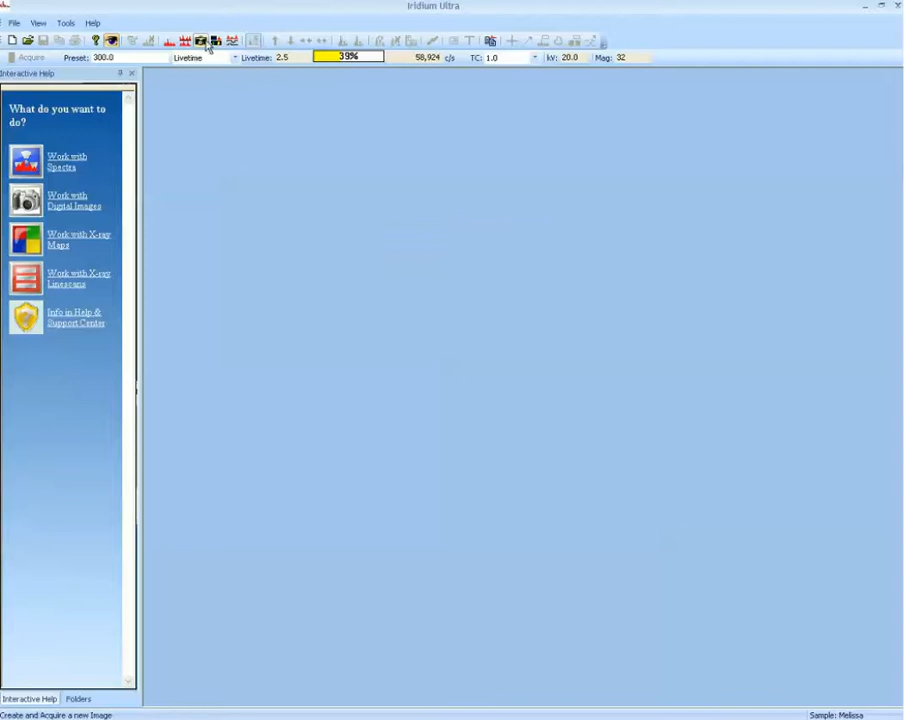 Iridium Ultra
File View Tools Help
Acquire Preset: 300.0 Livetime Livetime: 2.5 39% 58,924 c/s TC: 1.0 kV: 20.0 Mag: 32
Interactive Help
What do you want to
do?
Work with
Spectra
Work with
Digital Images
Work with X-ray
Maps
Work with X-ray
Linescans
Info in Help &
Support Center
Interactive Help Folders
Create and Acquire a new Image Sample: Melissa